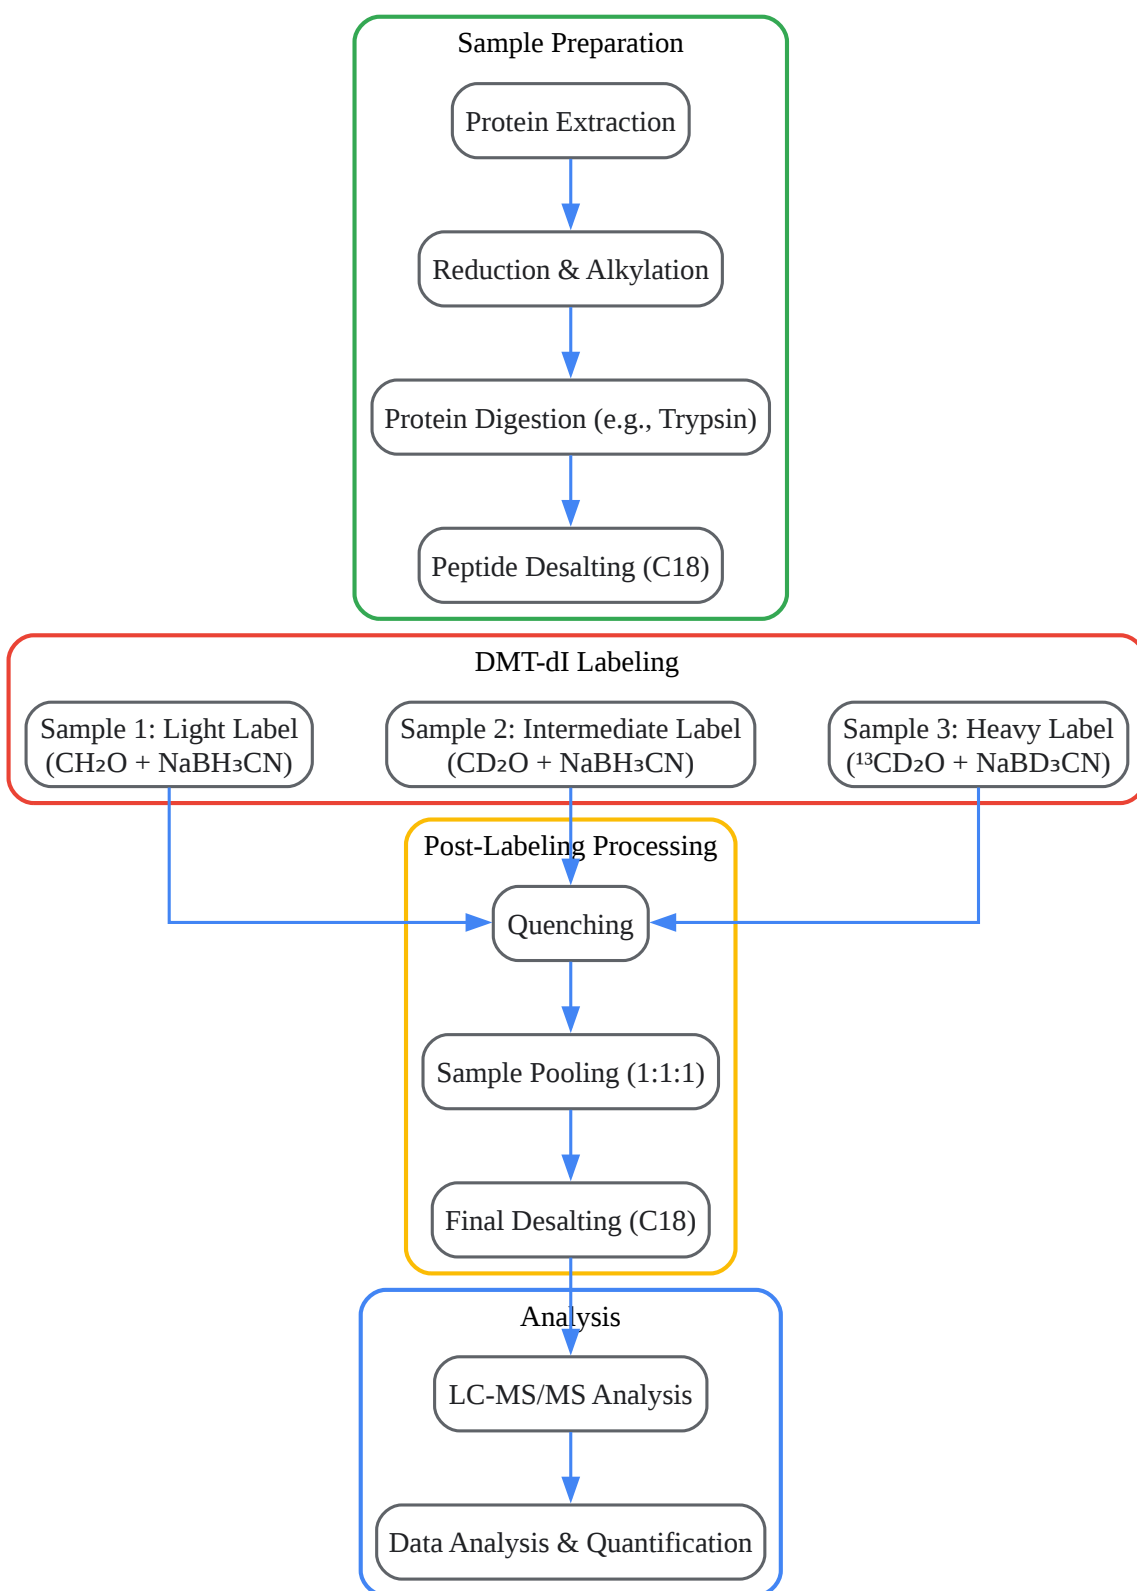 Sample Preparation
Protein Extraction
Reduction & Alkylation
Protein Digestion (e.g., Trypsin)
Peptide Desalting (C18)
DMT-dI Labeling
Sample 1: Light Label
(CH₂O + NaBH₃CN)
Sample 2: Intermediate Label
(CD₂O + NaBH₃CN)
Sample 3: Heavy Label
(¹³CD₂O + NaBD₃CN)
Post-Labeling Processing
Quenching
Sample Pooling (1:1:1)
Final Desalting (C18)
Analysis
LC-MS/MS Analysis
Data Analysis & Quantification